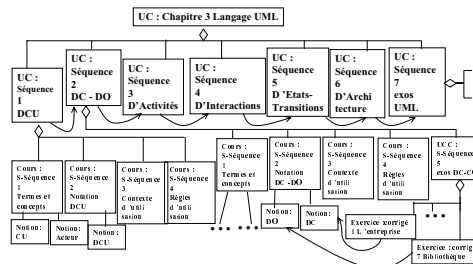 UC : Chapitre 3 Langage UML
UC :
Séquence
1
DCU
UC :
Séquence
2
DC - DO
UC :
Séquence
3
D'Activités
UC :
Séquence
4
D'Interactions
UC :
Séquence
5
D 'Etats-
Transitions
UC :
Séquence
6
D'Archi
tecture
UC :
Séquence
7
exos
UML
Cours :
S-Séquence
1
Termes et
concepts
Cours :
S-Séquence
2
Notation
DCU
Cours :
S-Séquence
3
Contexte
d 'utili
sation
Cours :
S-Séquence
4
Règles
d 'utili
sation
Cours :
S-Séquence
1
Termes et
concepts
Cours :
S-Séquence
2
Notation
DC -DO
Cours :
S-Séquence
3
Contexte
d 'utili
sation
Cours :
S-Séquence
4
Règles
d 'utili
sation
UCC :
S-Séquence
5
exos DC-CU
Notion:
CU
Notion:
Acteur
Notion:
DCU
Notion:
DO
Notion:
DC
Exercice :corrigé
1 L 'entreprise
Exercice :corrigé
7 Bibliothèque